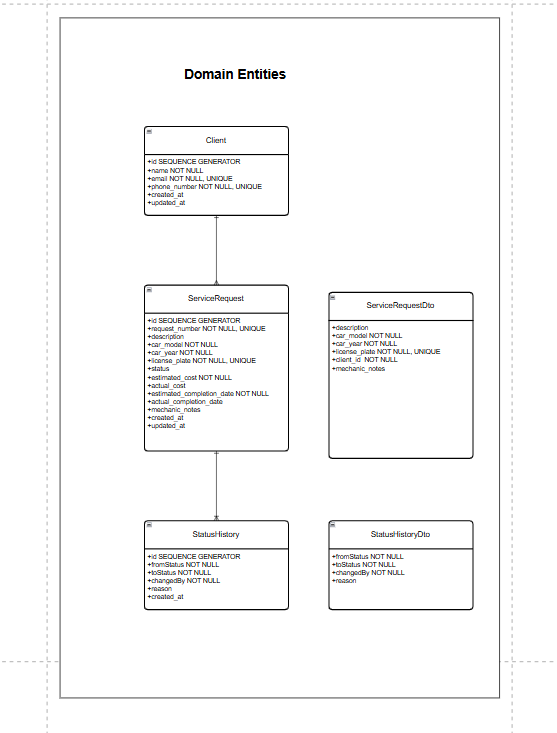 Domain Entities
Client
+id SEQUENCE GENERATOR
+name NOT NULL
+email NOT NULL, UNIQUE
+phone_number NOT NULL, UNIQUE
+created_at
+updated_at
ServiceRequest
+id SEQUENCE GENERATOR
+request_number NOT NULL, UNIQUE
+description
+car_model NOT NULL
+car_year NOT NULL
+license_plate NOT NULL, UNIQUE
+status
+estimated_cost NOT NULL
+actual_cost
+estimated_completion_date NOT NULL
+actual_completion_date
+mechanic_notes
+created_at
+updated_at
ServiceRequestDto
+description
+car_model NOT NULL
+car_year NOT NULL
+license_plate NOT NULL, UNIQUE
+client_id NOT NULL
+mechanic_notes
StatusHistory
+id SEQUENCE GENERATOR
+fromStatus NOT NULL
+toStatus NOT NULL
+changedBy NOT NULL
+reason
+created_at
StatusHistoryDto
+fromStatus NOT NULL
+toStatus NOT NULL
+changedBy NOT NULL
+reason